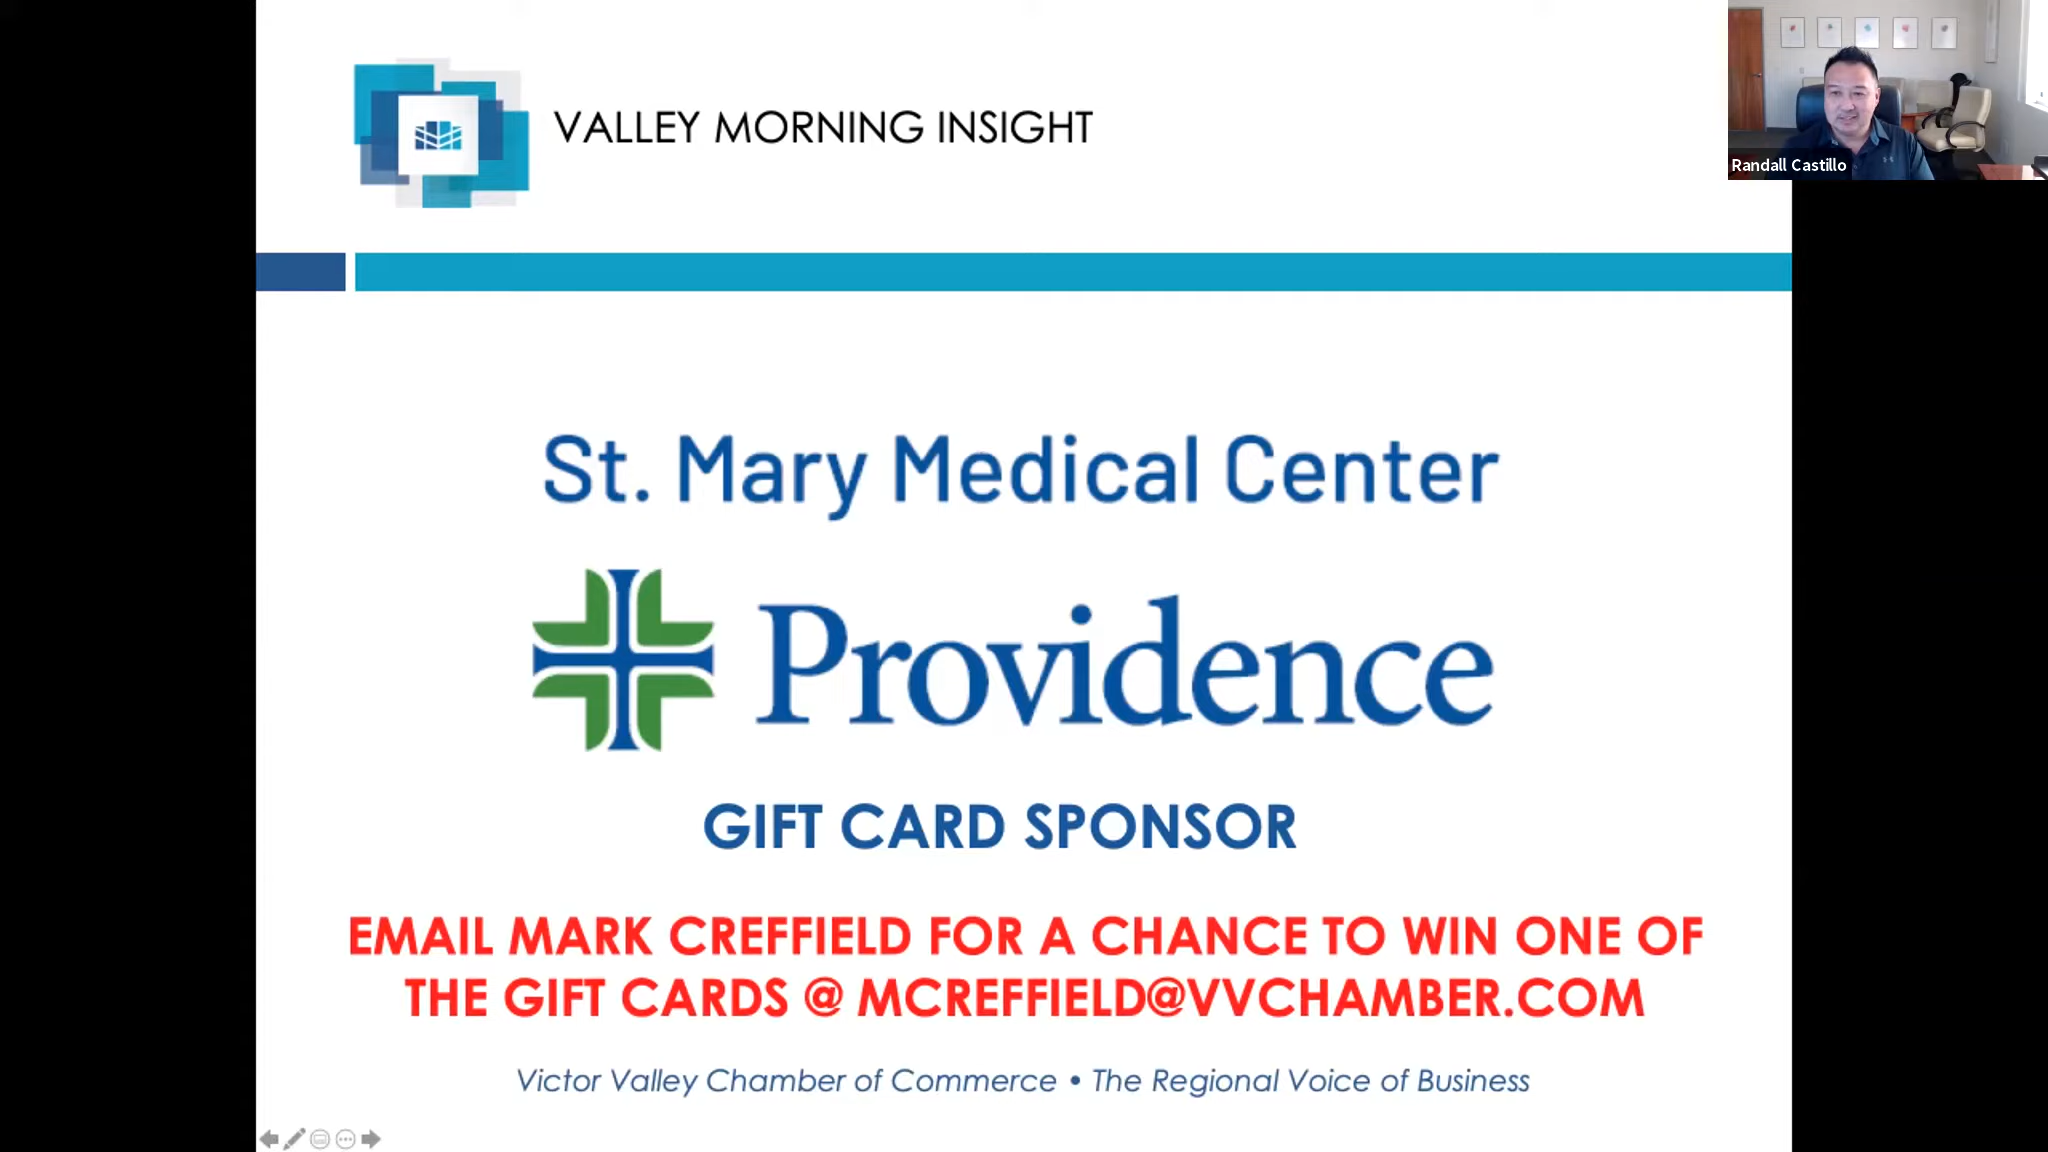 VALLEY MORNING INSIGHT
Randall Castillo
St. Mary Medical Center
Providence
GIFT CARD SPONSOR
EMAIL MARK CREFFIELD FOR A CHANCE TO WIN ONE OF
THE GIFT CARDS @ MCREFFIELD@VVCHAMBER.COM
Victor Valley Chamber of Commerce • The Regional Voice of Business